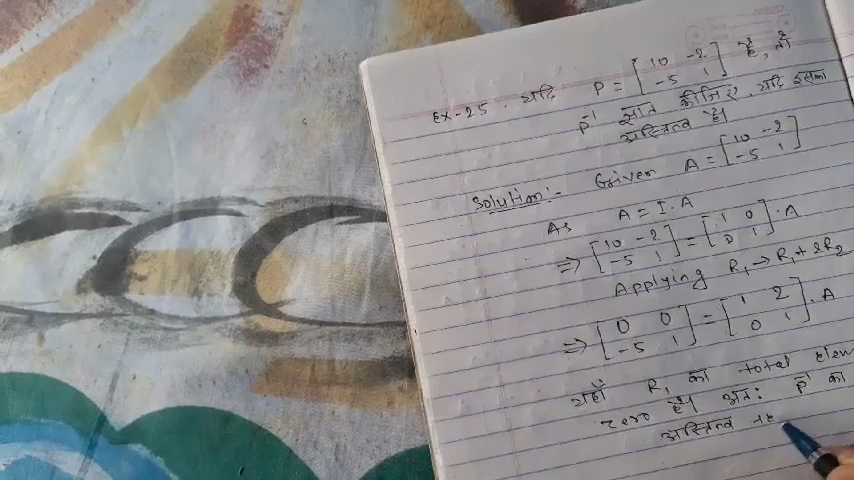 Ex-25. यदि P = [10 -2 -5 1] है, तो
P⁻¹ ज्ञात कीजिए. यदि इसका
अस्तित्व है।
Solution:- Given A = [10 -2 -5 1]
As A = I.A
⇒ [10 -2 -5 1] = [1 0 0 1].A
Applying R₁→R₁+2R₂
⇒ [0 0 -5 1] = [1 2 0 1].A
यहाँ R₁ का total elem
zero है। अत: P⁻¹ का
अस्तित्व नह